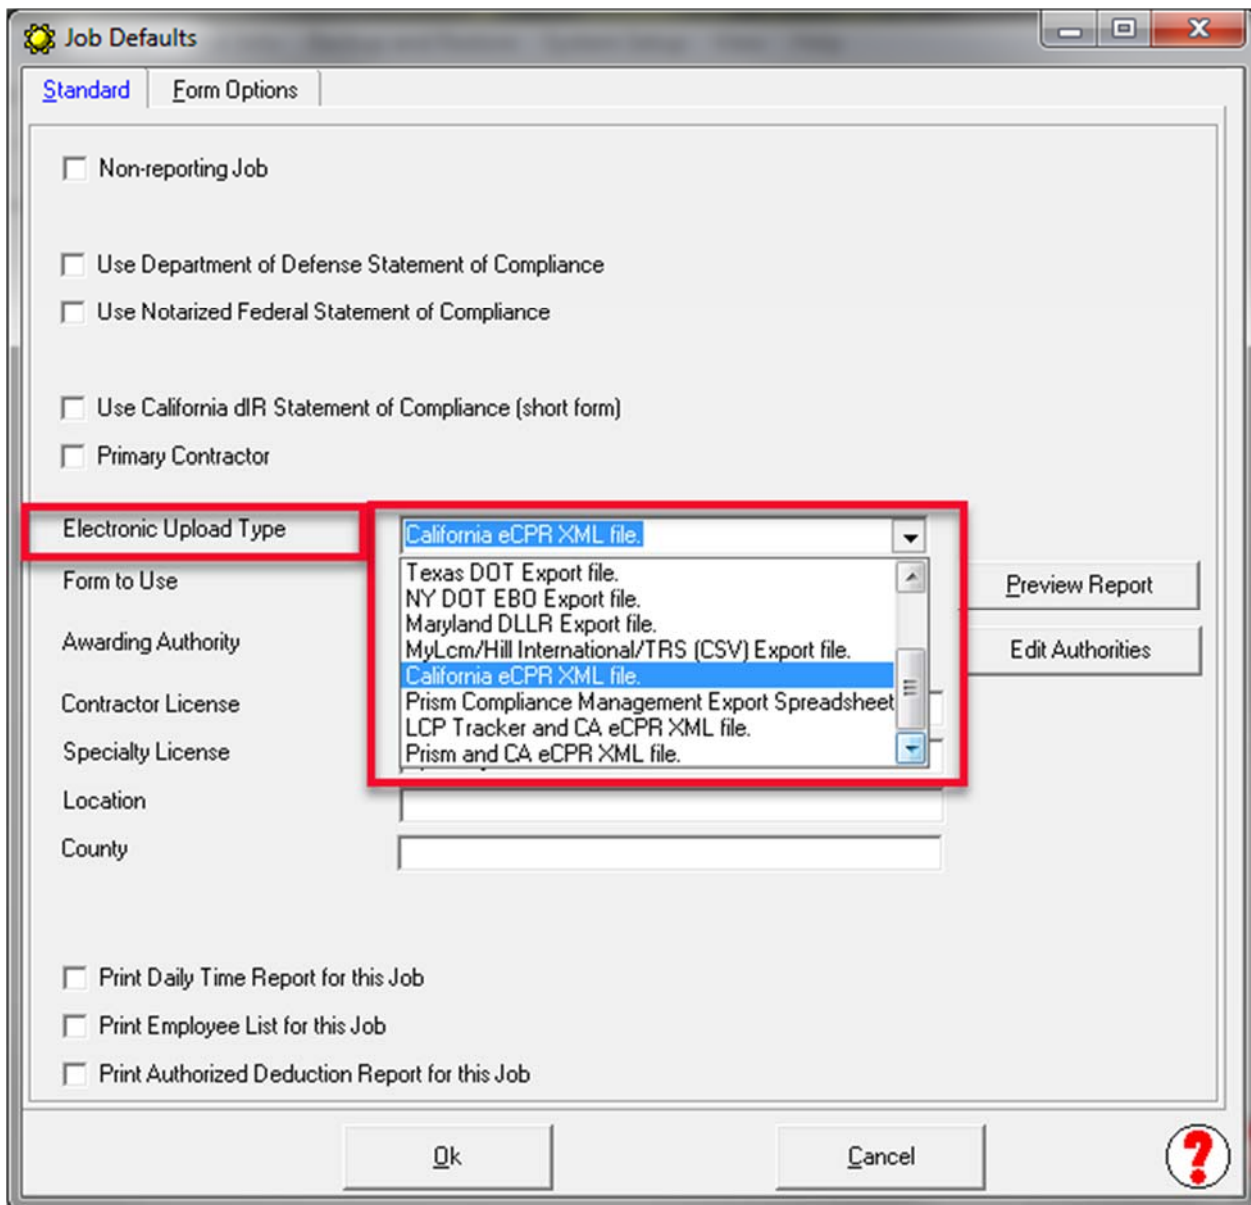 Job Defaults
Standard
Form Options
Non-reporting Job
Use Department of Defense Statement of Compliance
Use Notarized Federal Statement of Compliance
Use California dIR Statement of Compliance (short form)
Primary Contractor
Electronic Upload Type
California eCPR XML file.
Texas DOT Export file.
NY DOT EBO Export file.
Maryland DLLR Export file.
MyLcm/Hill International/TRS (CSV) Export file.
California eCPR XML file.
Prism Compliance Management Export Spreadsheet
LCP Tracker and CA eCPR XML file.
Prism and CA eCPR XML file.
Form to Use
Preview Report
Awarding Authority
Edit Authorities
Contractor License
Specialty License
Location
County
Print Daily Time Report for this Job
Print Employee List for this Job
Print Authorized Deduction Report for this Job
Ok
Cancel
?